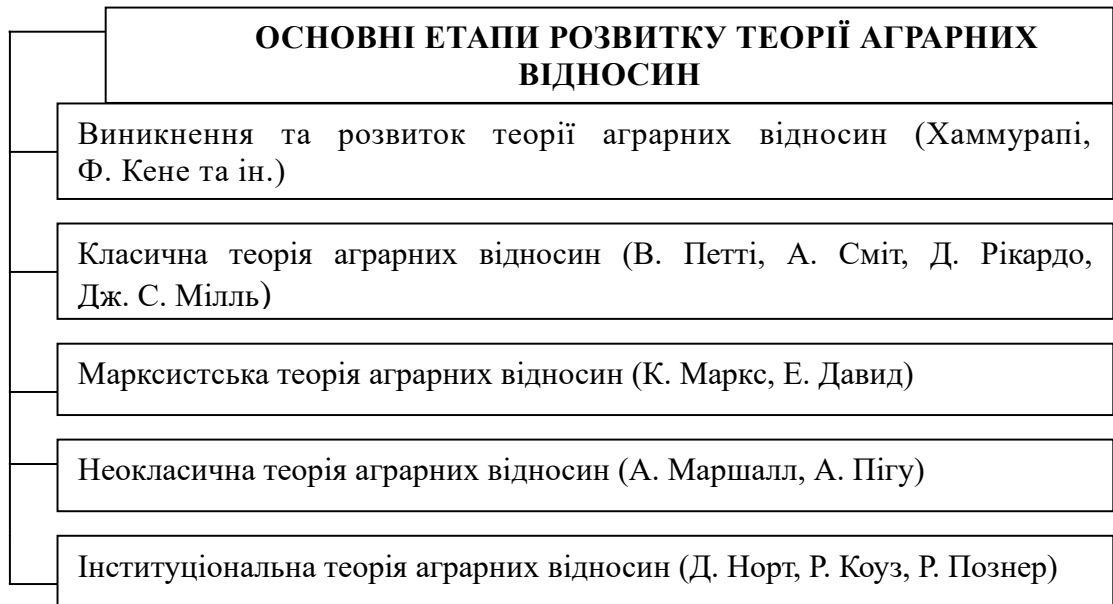 ОСНОВНІ ЕТАПИ РОЗВИТКУ ТЕОРІЇ АГРАРНИХ
ВІДНОСИН
Виникнення та розвиток теорії аграрних відносин (Хаммурапі,
Ф. Кене та ін.)
Класична теорія аграрних відносин (В. Петті, А. Сміт, Д. Рікардо,
Дж. С. Мілль)
Марксистська теорія аграрних відносин (К. Маркс, Е. Давид)
Неокласична теорія аграрних відносин (А. Маршалл, А. Пігу)
Інституціональна теорія аграрних відносин (Д. Норт, Р. Коуз, Р. Познер)